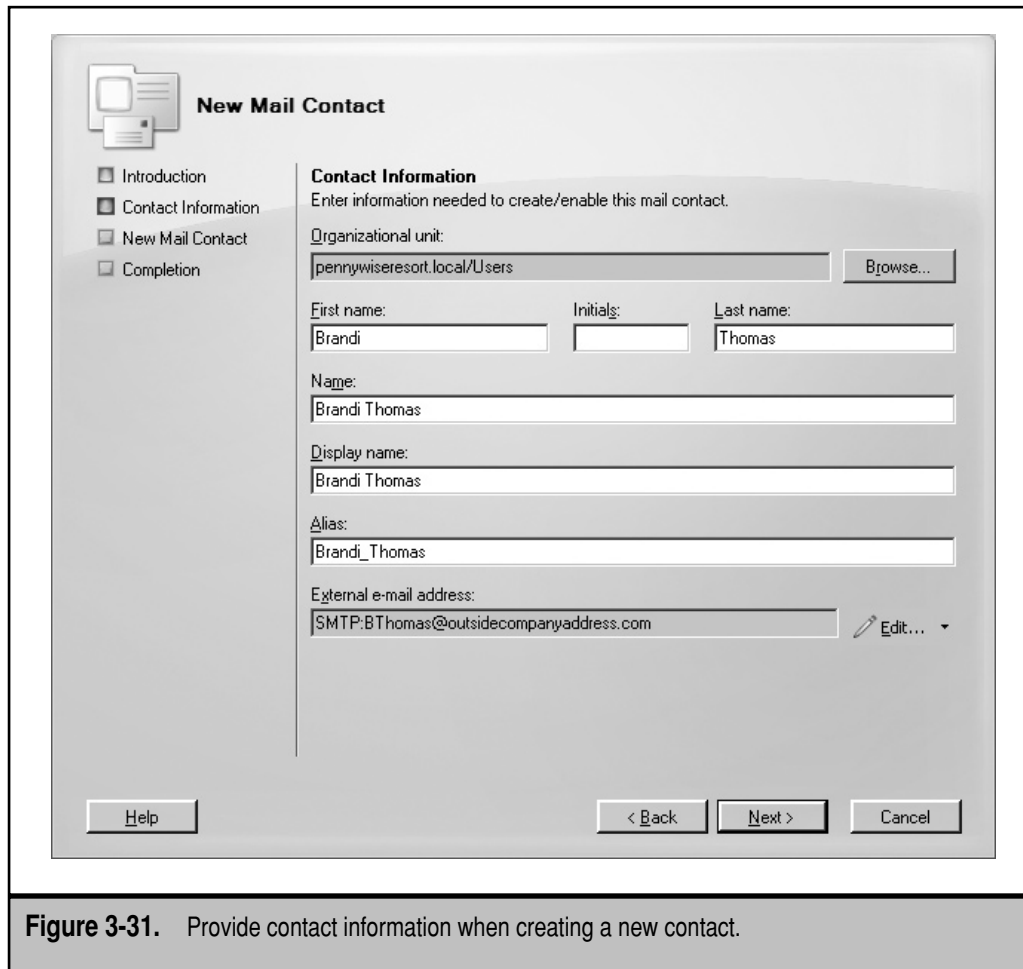 New Mail Contact
Introduction
Contact Information
New Mail Contact
Completion
Contact Information
Enter information needed to create/enable this mail contact.
Organizational unit:
pennywiseresort.local/Users
Browse...
First name:
Initials:
Last name:
Brandi
Thomas
Name:
Brandi Thomas
Display name:
Brandi Thomas
Alias:
Brandi_Thomas
External e-mail address:
SMTP:BThomas@outsidecompanyaddress.com
Edit...
Help
< Back
Next >
Cancel
Figure 3-31. Provide contact information when creating a new contact.